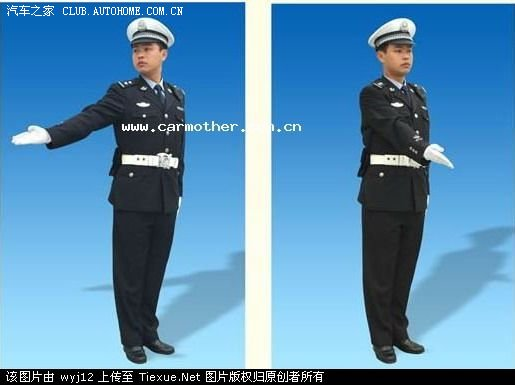 汽车之家 CLUB.AUTOHOME.COM.CN
www.carmother.com.cn
该图片由 wyj12 上传至 Tiexue.Net 图片版权归原创者所有